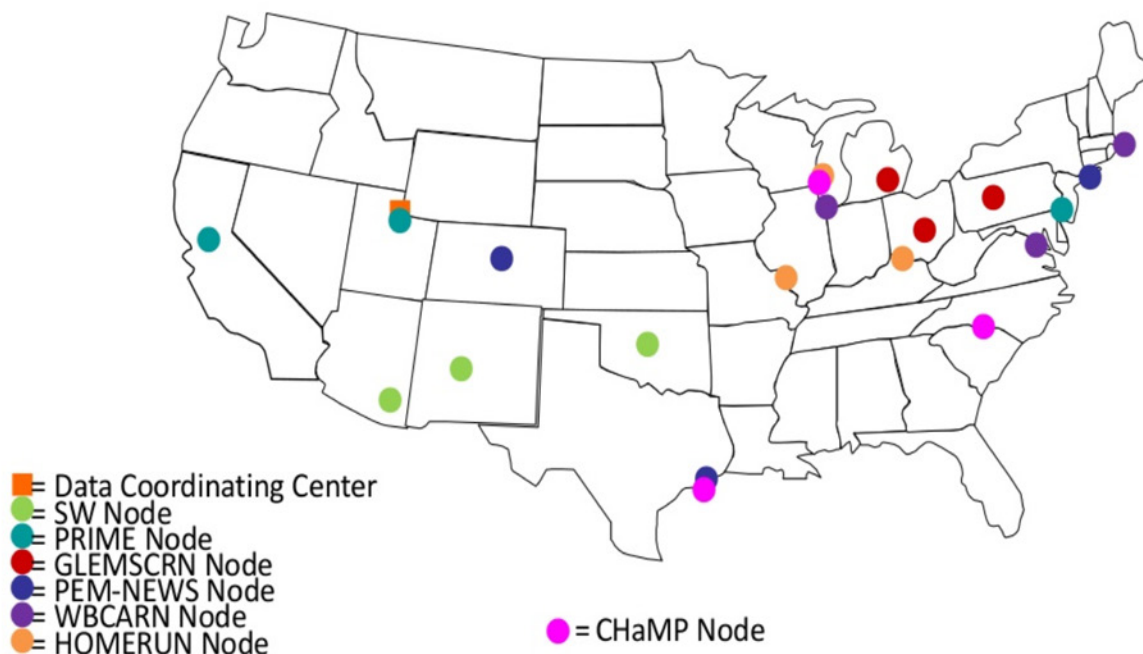 = Data Coordinating Center
= SW Node
= PRIME Node
= GLEMSCRN Node
= PEM-NEWS Node
= WBCARN Node
= HOMERUN Node
= CHaMP Node